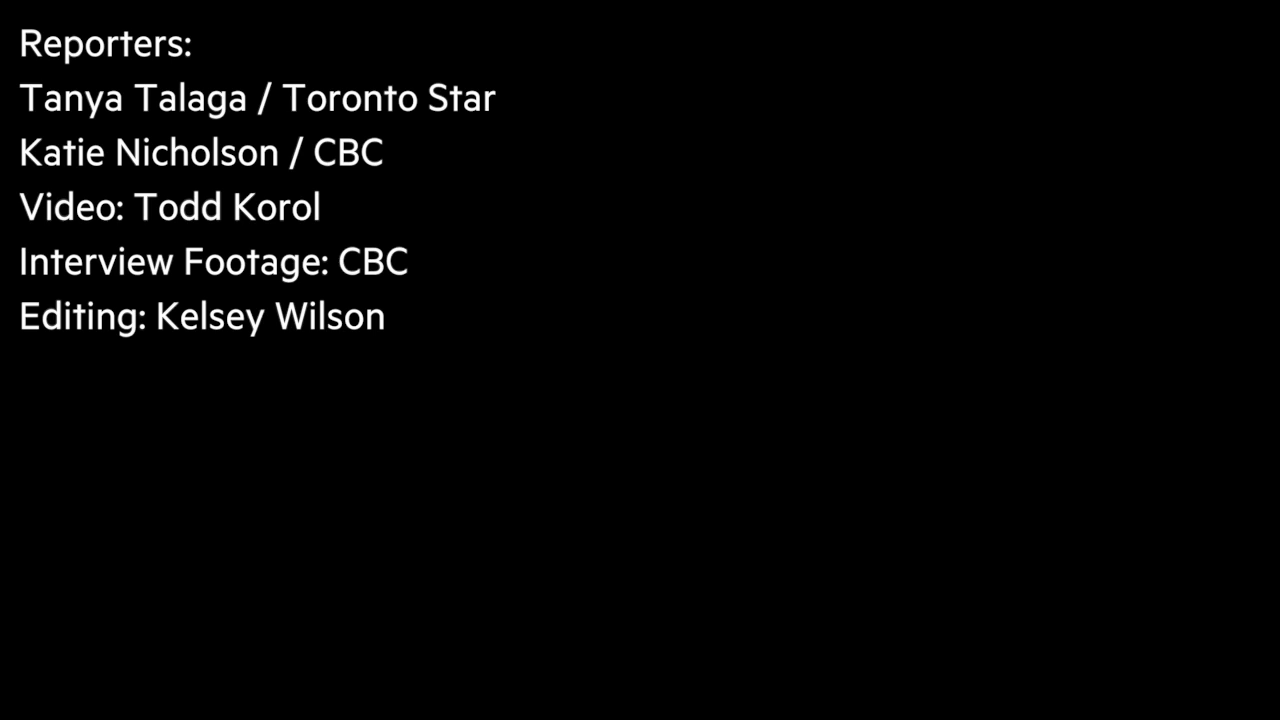 Reporters:
Tanya Talaga / Toronto Star
Katie Nicholson / CBC
Video: Todd Korol
Interview Footage: CBC
Editing: Kelsey Wilson